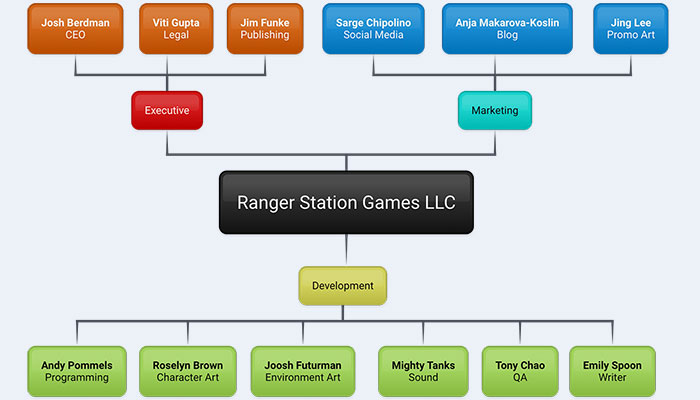 Josh Berdman
CEO
Viti Gupta
Legal
Jim Funke
Publishing
Sarge Chipolino
Social Media
Anja Makarova-Koslin
Blog
Jing Lee
Promo Art
Executive
Marketing
Ranger Station Games LLC
Development
Andy Pommels
Programming
Roselyn Brown
Character Art
Joosh Futurman
Environment Art
Mighty Tanks
Sound
Tony Chao
QA
Emily Spoon
Writer